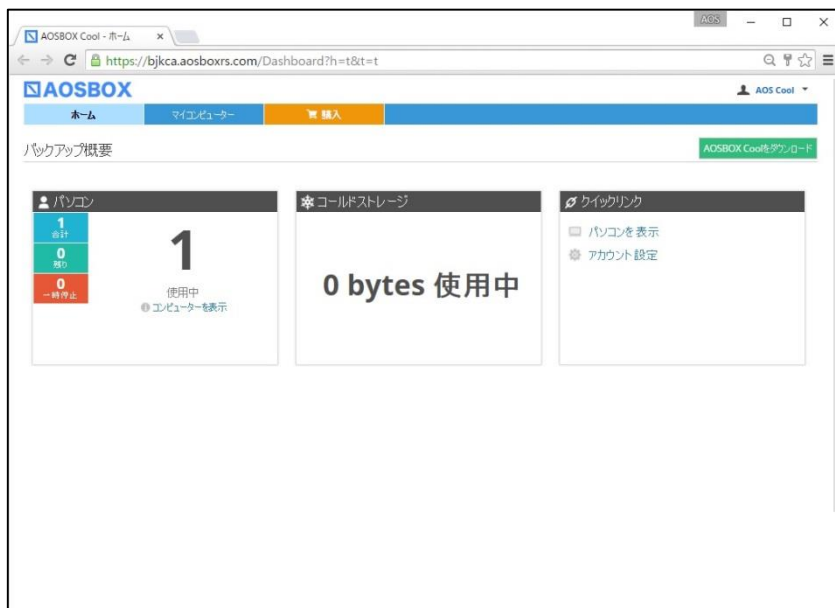 AOS
AOSBOX Cool - ホーム
https://bjkca.aosboxrs.com/Dashboard?h=t&t=t
AOSBOX
AOS Cool
ホーム
マイコンピューター
購入
バックアップ概要
AOSBOX Coolをダウンロード
パソコン
1
合計
0
残り
0
一時停止
1
使用中
コンピューターを表示
コールドストレージ
0 bytes 使用中
クイックリンク
パソコンを表示
アカウント設定